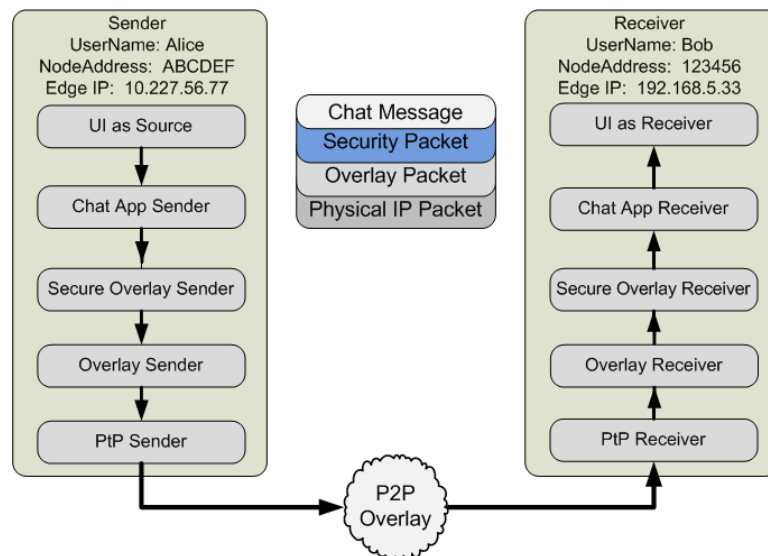 Sender
UserName: Alice
NodeAddress: ABCDEF
Edge IP: 10.227.56.77
UI as Source
Chat App Sender
Secure Overlay Sender
Overlay Sender
PtP Sender
Chat Message
Security Packet
Overlay Packet
Physical IP Packet
P2P
Overlay
Receiver
UserName: Bob
NodeAddress: 123456
Edge IP: 192.168.5.33
UI as Receiver
Chat App Receiver
Secure Overlay Receiver
Overlay Receiver
PtP Receiver